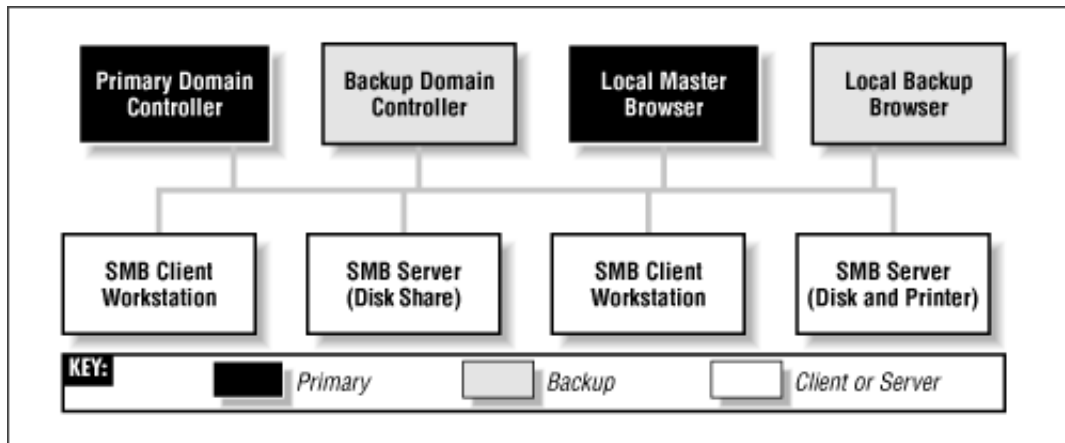 Primary Domain
Controller
Backup Domain
Controller
Local Master
Browser
Local Backup
Browser
SMB Client
Workstation
SMB Server
(Disk Share)
SMB Client
Workstation
SMB Server
(Disk and Printer)
KEY:
Primary
Backup
Client or Server